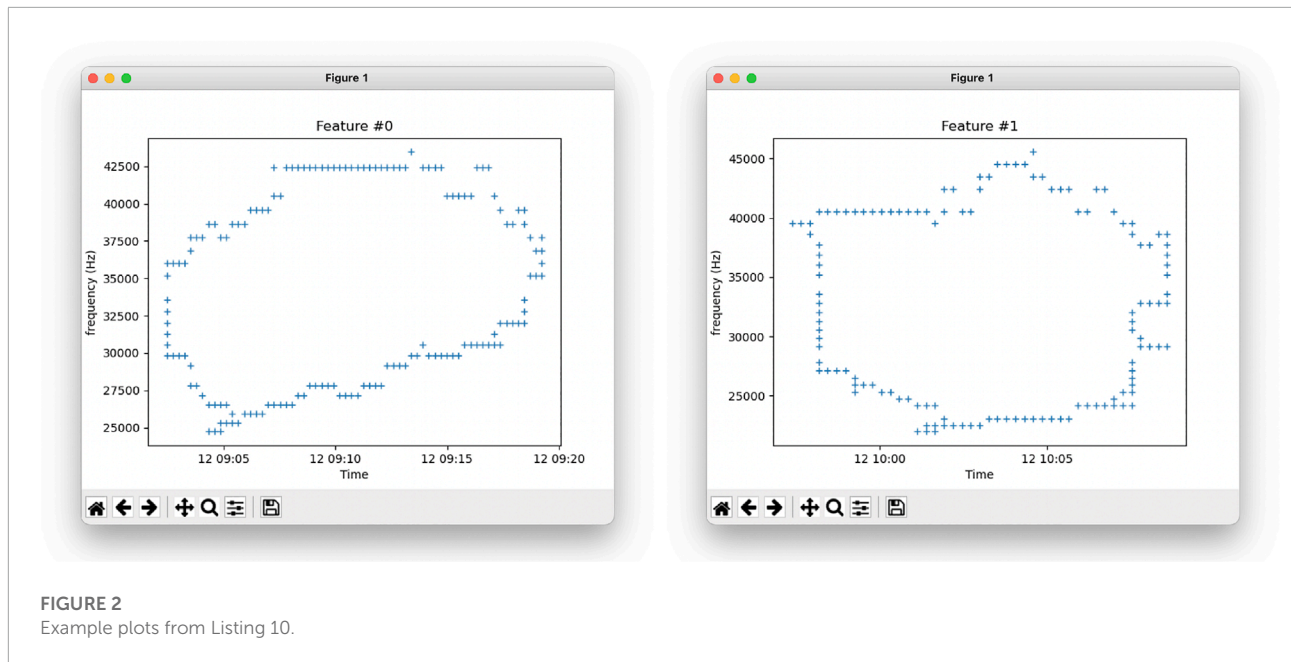 Figure 1
Feature #0
42500
40000
37500
35000
32500
30000
27500
25000
frequency (Hz)
12 09:05 12 09:10 12 09:15 12 09:20
Time
Figure 1
Feature #1
45000
40000
35000
30000
25000
frequency (Hz)
12 10:00 12 10:05
Time
FIGURE 2
Example plots from Listing 10.